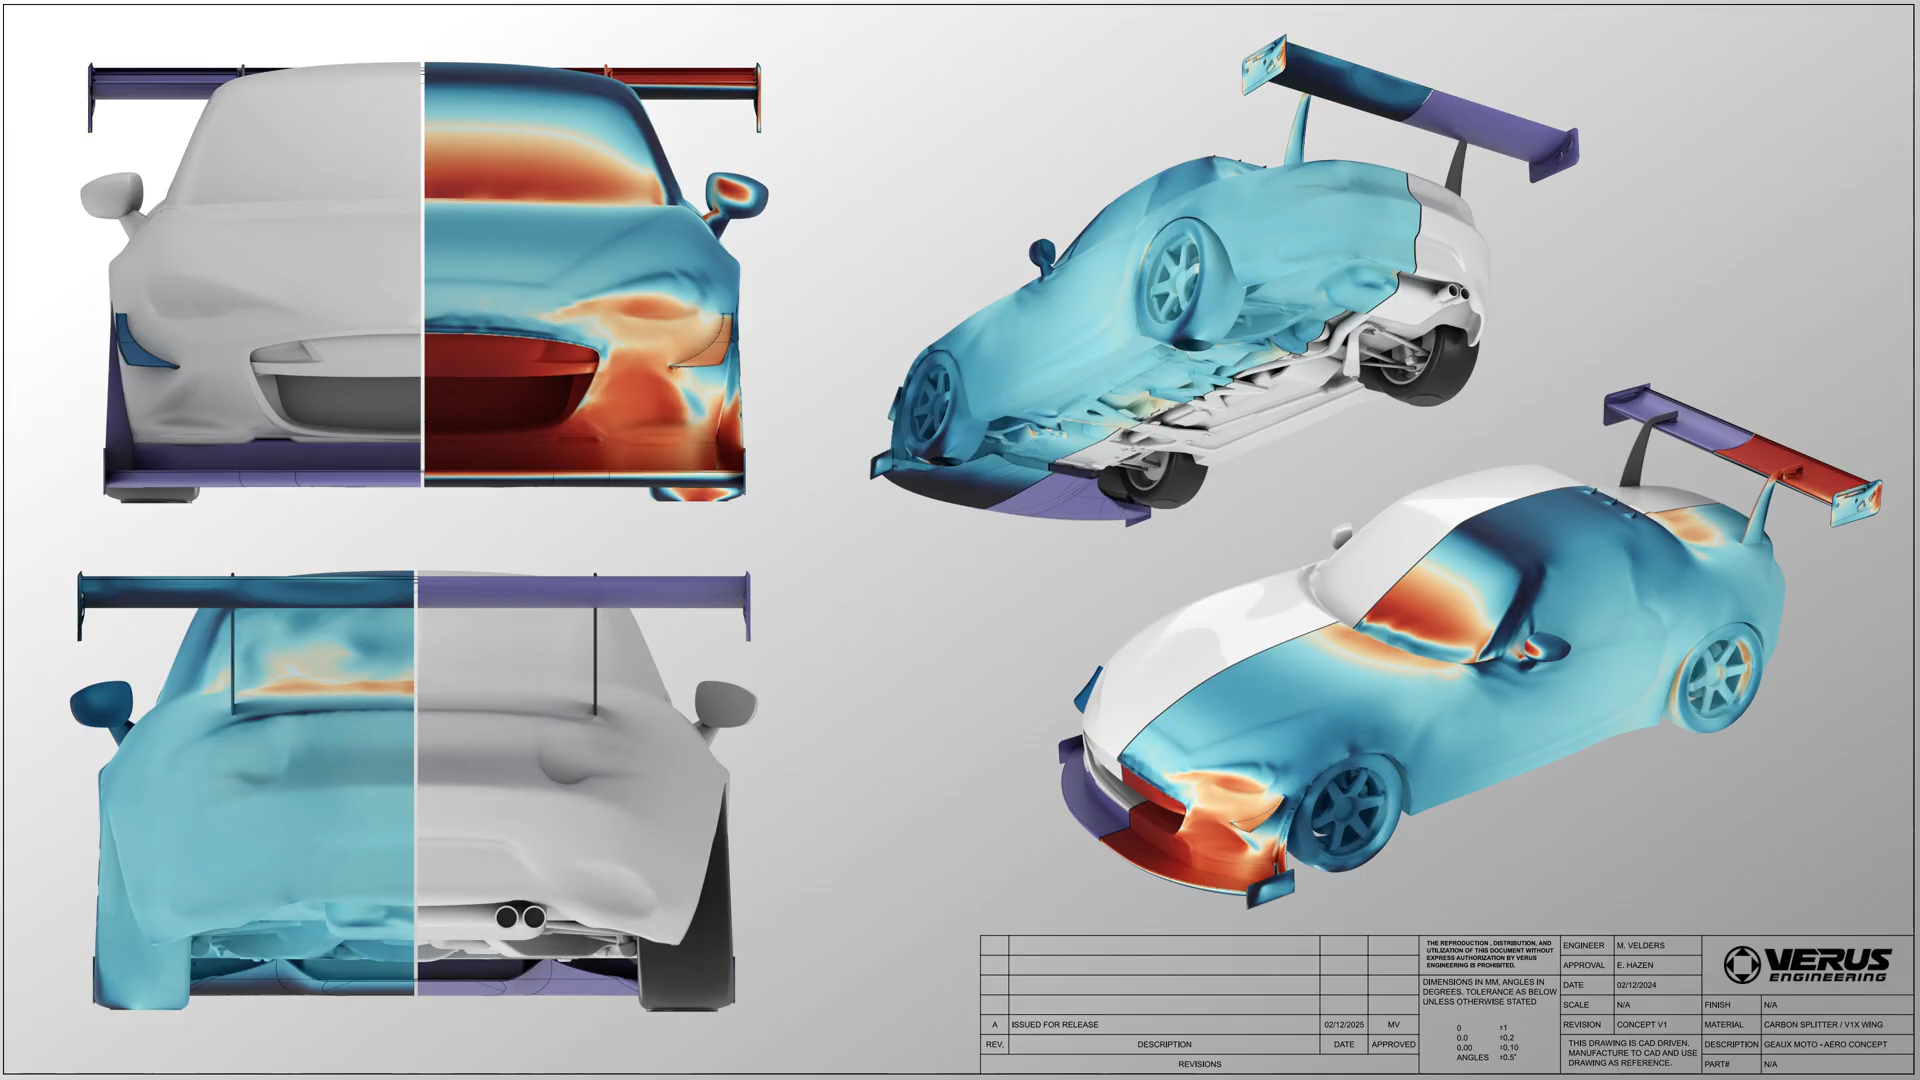 THE REPRODUCTION, DISTRIBUTION, AND
UTILIZATION OF THIS DOCUMENT WITHOUT
EXPRESS AUTHORIZATION BY VERUS
ENGINEERING IS PROHIBITED.
DIMENSIONS IN MM, ANGLES IN
DEGREES. TOLERANCE AS BELOW
UNLESS OTHERWISE STATED
0 ±1
0.0 ±0.2
0.00 ±0.10
ANGLES ±0.5°
A ISSUED FOR RELEASE 02/12/2025 MV
REV. DESCRIPTION DATE APPROVED
REVISIONS
ENGINEER M. VELDERS
APPROVAL E. HAZEN
DATE 02/12/2024
SCALE N/A
REVISION CONCEPT V1
THIS DRAWING IS CAD DRIVEN.
MANUFACTURE TO CAD AND USE
DRAWING AS REFERENCE.
VERUS
ENGINEERING
FINISH N/A
MATERIAL CARBON SPLITTER / V1X WING
DESCRIPTION GEAUX MOTO - AERO CONCEPT
PART# N/A